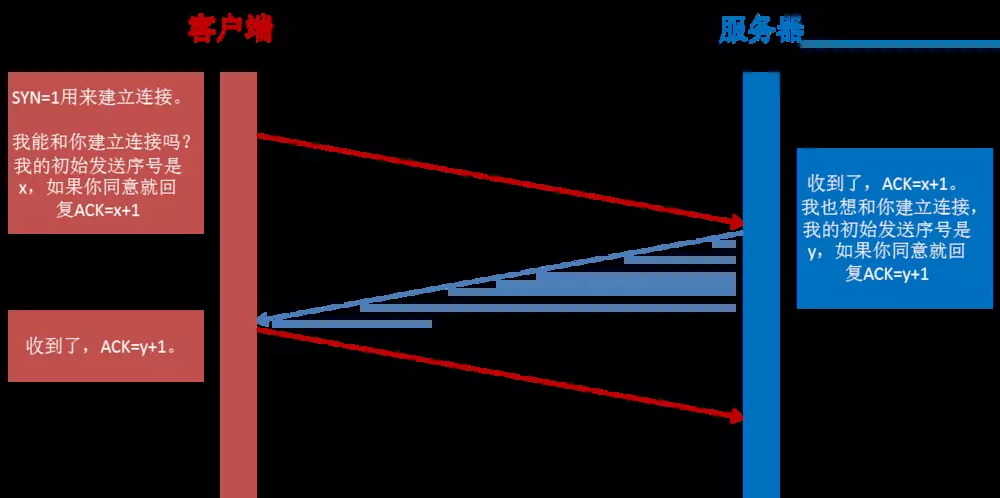 客户端
服务器
SYN=1用来建立连接。
我能和你建立连接吗?
我的初始发送序号是
x，如果你同意就回
复ACK=x+1
收到了，ACK=x+1。
我也想和你建立连接，
我的初始发送序号是
y，如果你同意就回
复ACK=y+1
收到了，ACK=y+1。